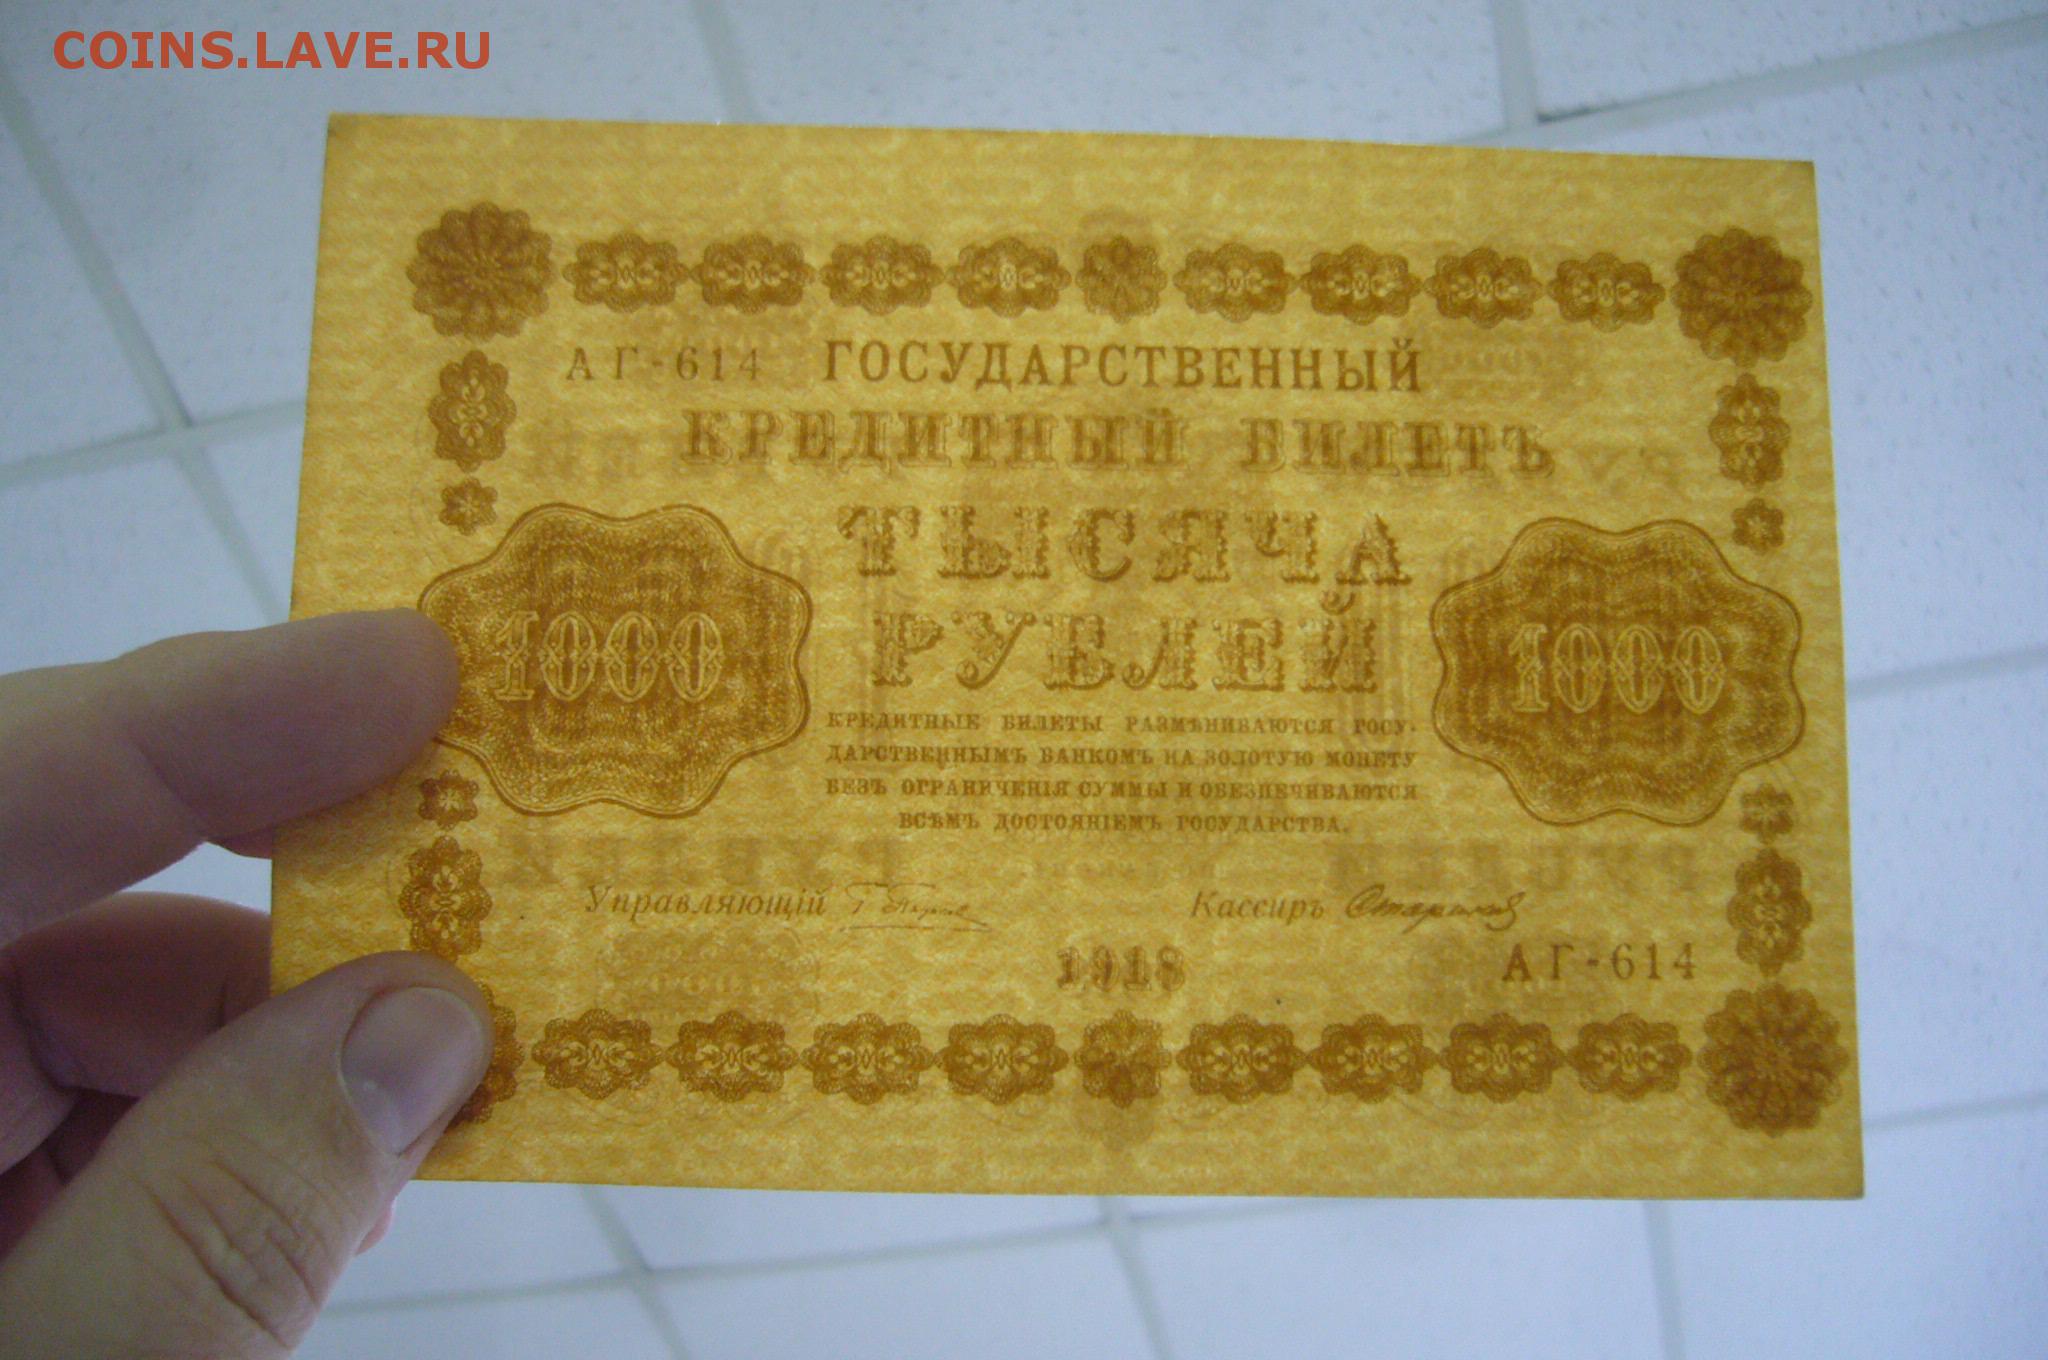 COINS.LAVE.RU
АГ-614 ГОСУДАРСТВЕННЫЙ
КРЕДИТНЫЙ БИЛЕТЪ
ТЫСЯЧА
РУБЛЕЙ
1000
1000
КРЕДИТНЫЕ БИЛЕТЫ РАЗМѢНИВАЮТСЯ ГОСУ-
ДАРСТВЕННЫМЪ БАНКОМЪ НА ЗОЛОТУЮ МОНЕТУ
БЕЗЪ ОГРАНИЧЕНІЯ СУММЫ И ОБЕЗПЕЧИВАЮТСЯ
ВСѢМЪ ДОСТОЯНІЕМЪ ГОСУДАРСТВА.
Управляющій
Кассиръ
1918
АГ-614